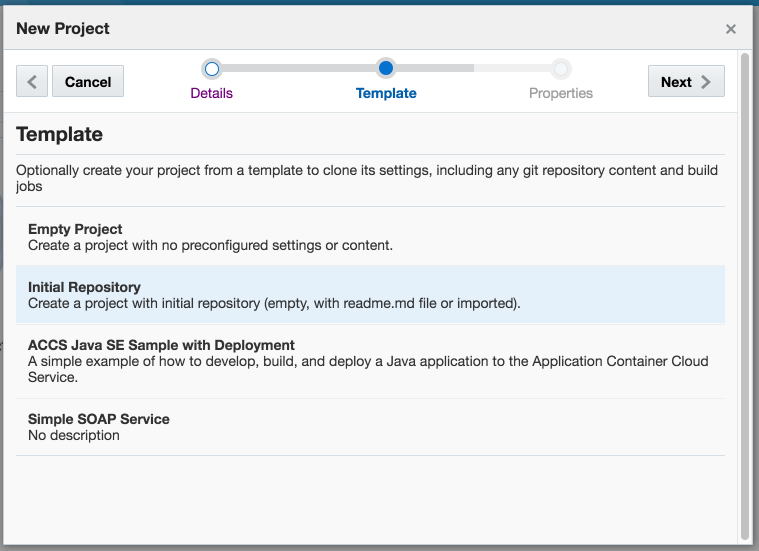 New Project
×
Cancel
Details
Template
Properties
Next
Template
Optionally create your project from a template to clone its settings, including any git repository content and build
jobs
Empty Project
Create a project with no preconfigured settings or content.
Initial Repository
Create a project with initial repository (empty, with readme.md file or imported).
ACCS Java SE Sample with Deployment
A simple example of how to develop, build, and deploy a Java application to the Application Container Cloud
Service.
Simple SOAP Service
No description